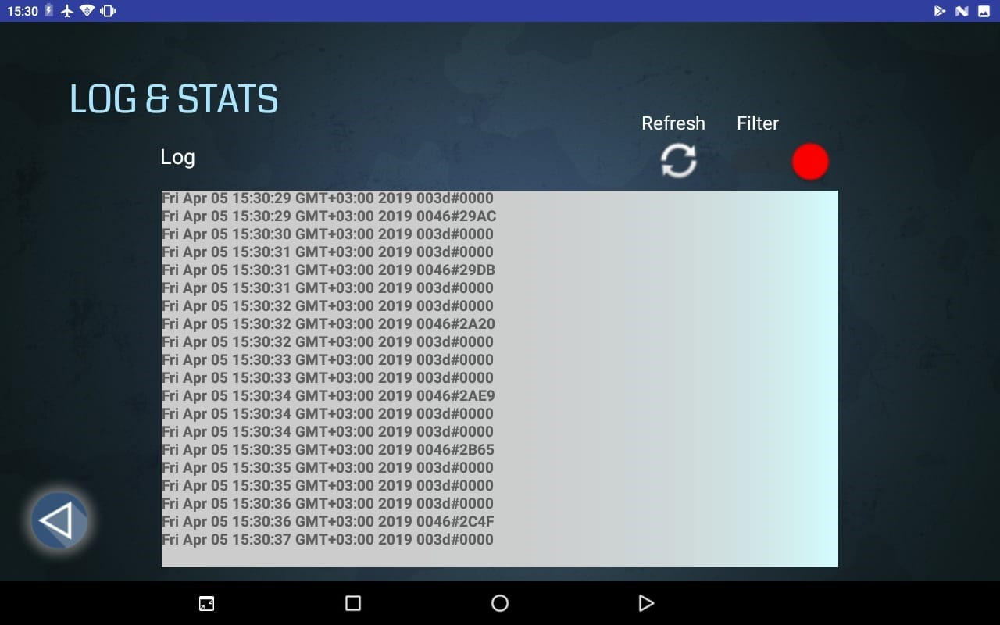 15:30
LOG & STATS
Refresh Filter
Log
Fri Apr 05 15:30:29 GMT+03:00 2019 003d#0000
Fri Apr 05 15:30:29 GMT+03:00 2019 0046#29AC
Fri Apr 05 15:30:30 GMT+03:00 2019 003d#0000
Fri Apr 05 15:30:31 GMT+03:00 2019 003d#0000
Fri Apr 05 15:30:31 GMT+03:00 2019 0046#29DB
Fri Apr 05 15:30:31 GMT+03:00 2019 003d#0000
Fri Apr 05 15:30:32 GMT+03:00 2019 003d#0000
Fri Apr 05 15:30:32 GMT+03:00 2019 0046#2A20
Fri Apr 05 15:30:32 GMT+03:00 2019 003d#0000
Fri Apr 05 15:30:33 GMT+03:00 2019 003d#0000
Fri Apr 05 15:30:33 GMT+03:00 2019 003d#0000
Fri Apr 05 15:30:34 GMT+03:00 2019 0046#2AE9
Fri Apr 05 15:30:34 GMT+03:00 2019 003d#0000
Fri Apr 05 15:30:34 GMT+03:00 2019 003d#0000
Fri Apr 05 15:30:35 GMT+03:00 2019 0046#2B65
Fri Apr 05 15:30:35 GMT+03:00 2019 003d#0000
Fri Apr 05 15:30:35 GMT+03:00 2019 003d#0000
Fri Apr 05 15:30:36 GMT+03:00 2019 003d#0000
Fri Apr 05 15:30:36 GMT+03:00 2019 0046#2C4F
Fri Apr 05 15:30:37 GMT+03:00 2019 003d#0000